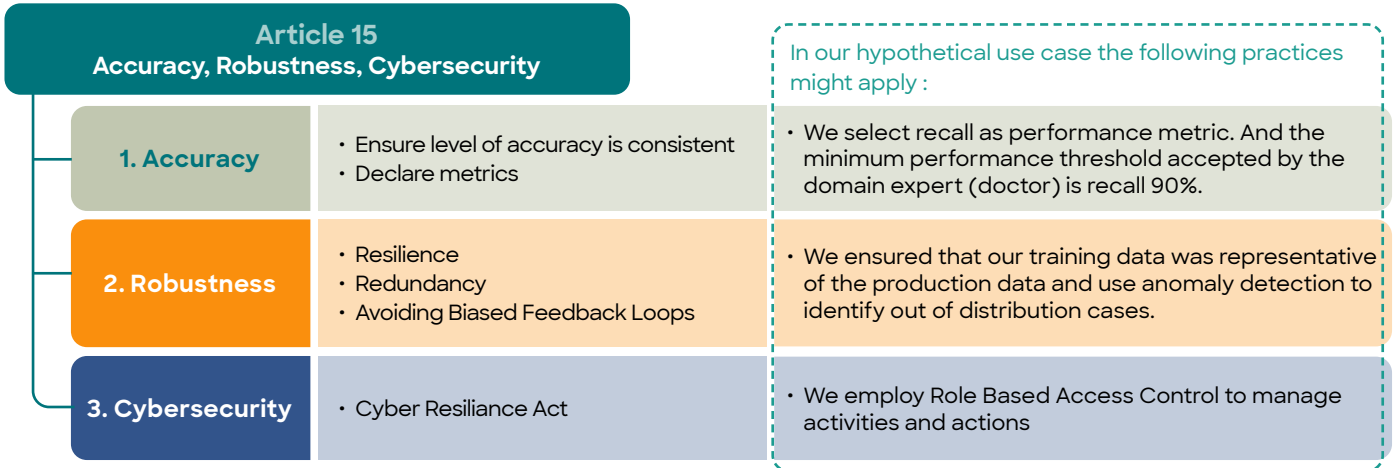 Article 15
Accuracy, Robustness, Cybersecurity
In our hypothetical use case the following practices
might apply :
1. Accuracy
• Ensure level of accuracy is consistent
• Declare metrics
• We select recall as performance metric. And the
minimum performance threshold accepted by the
domain expert (doctor) is recall 90%.
2. Robustness
• Resilience
• Redundancy
• Avoiding Biased Feedback Loops
• We ensured that our training data was representative
of the production data and use anomaly detection to
identify out of distribution cases.
3. Cybersecurity
• Cyber Resiliance Act
• We employ Role Based Access Control to manage
activities and actions